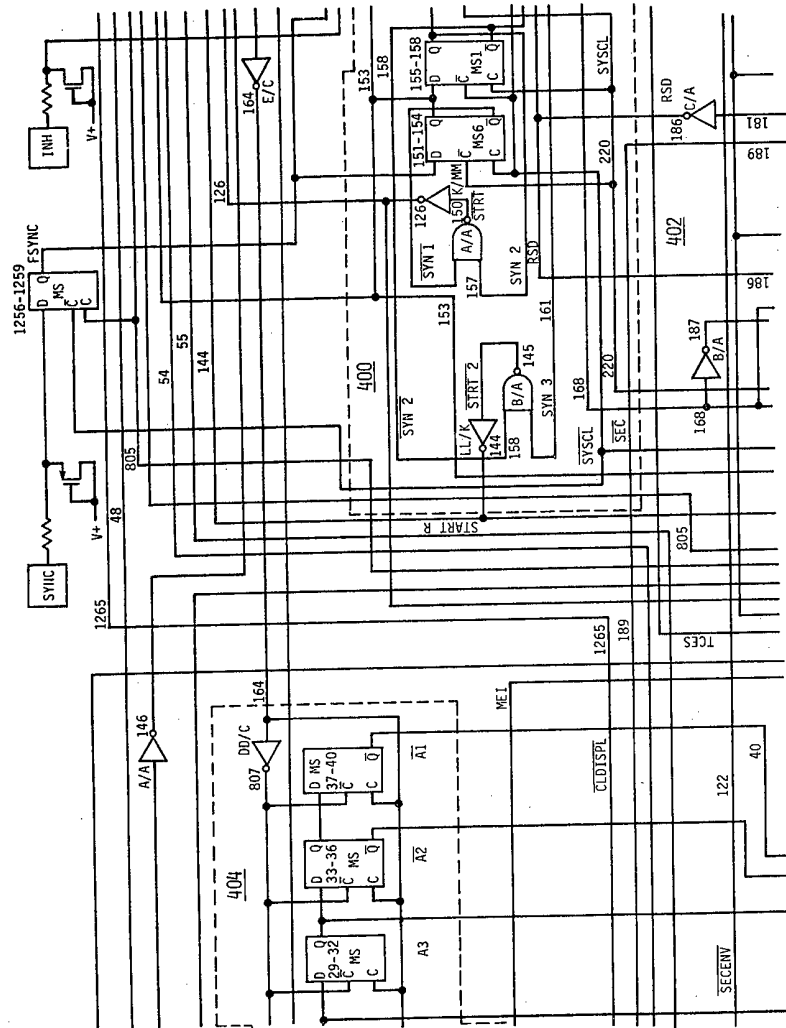 INH
V+
164
E/C
126
153
158
155-158
D
Q
C̅
Q̅
C
MS1
SYSCL
151-154
D
Q
C̅
C
MS6
220
RSD
186
C/A
181
189
1256-1259
FSYNC
D
Q
MS
C̅
C
126
K/MM
150
STRT
A/A
SYN 1
157
SYN 2
RSD
161
402
186
54
55
144
153
400
SYN 2
STRT 2
145
B/A
LL/K
144
158
SYN 3
168
SYSCL
SEC
220
187
B/A
168
SYNC
V+
48
805
1265
START R
805
1265
189
TCES
146
A/A
164
DD/C
807
MEI
CLDISPL
122
40
404
D
MS
37-40
C̅
Q̅
C
A̅1̅
D
Q
33-36
C̅
MS
Q̅
C
A̅2̅
D
Q
29-32
C̅
MS
C
A3
SECENV